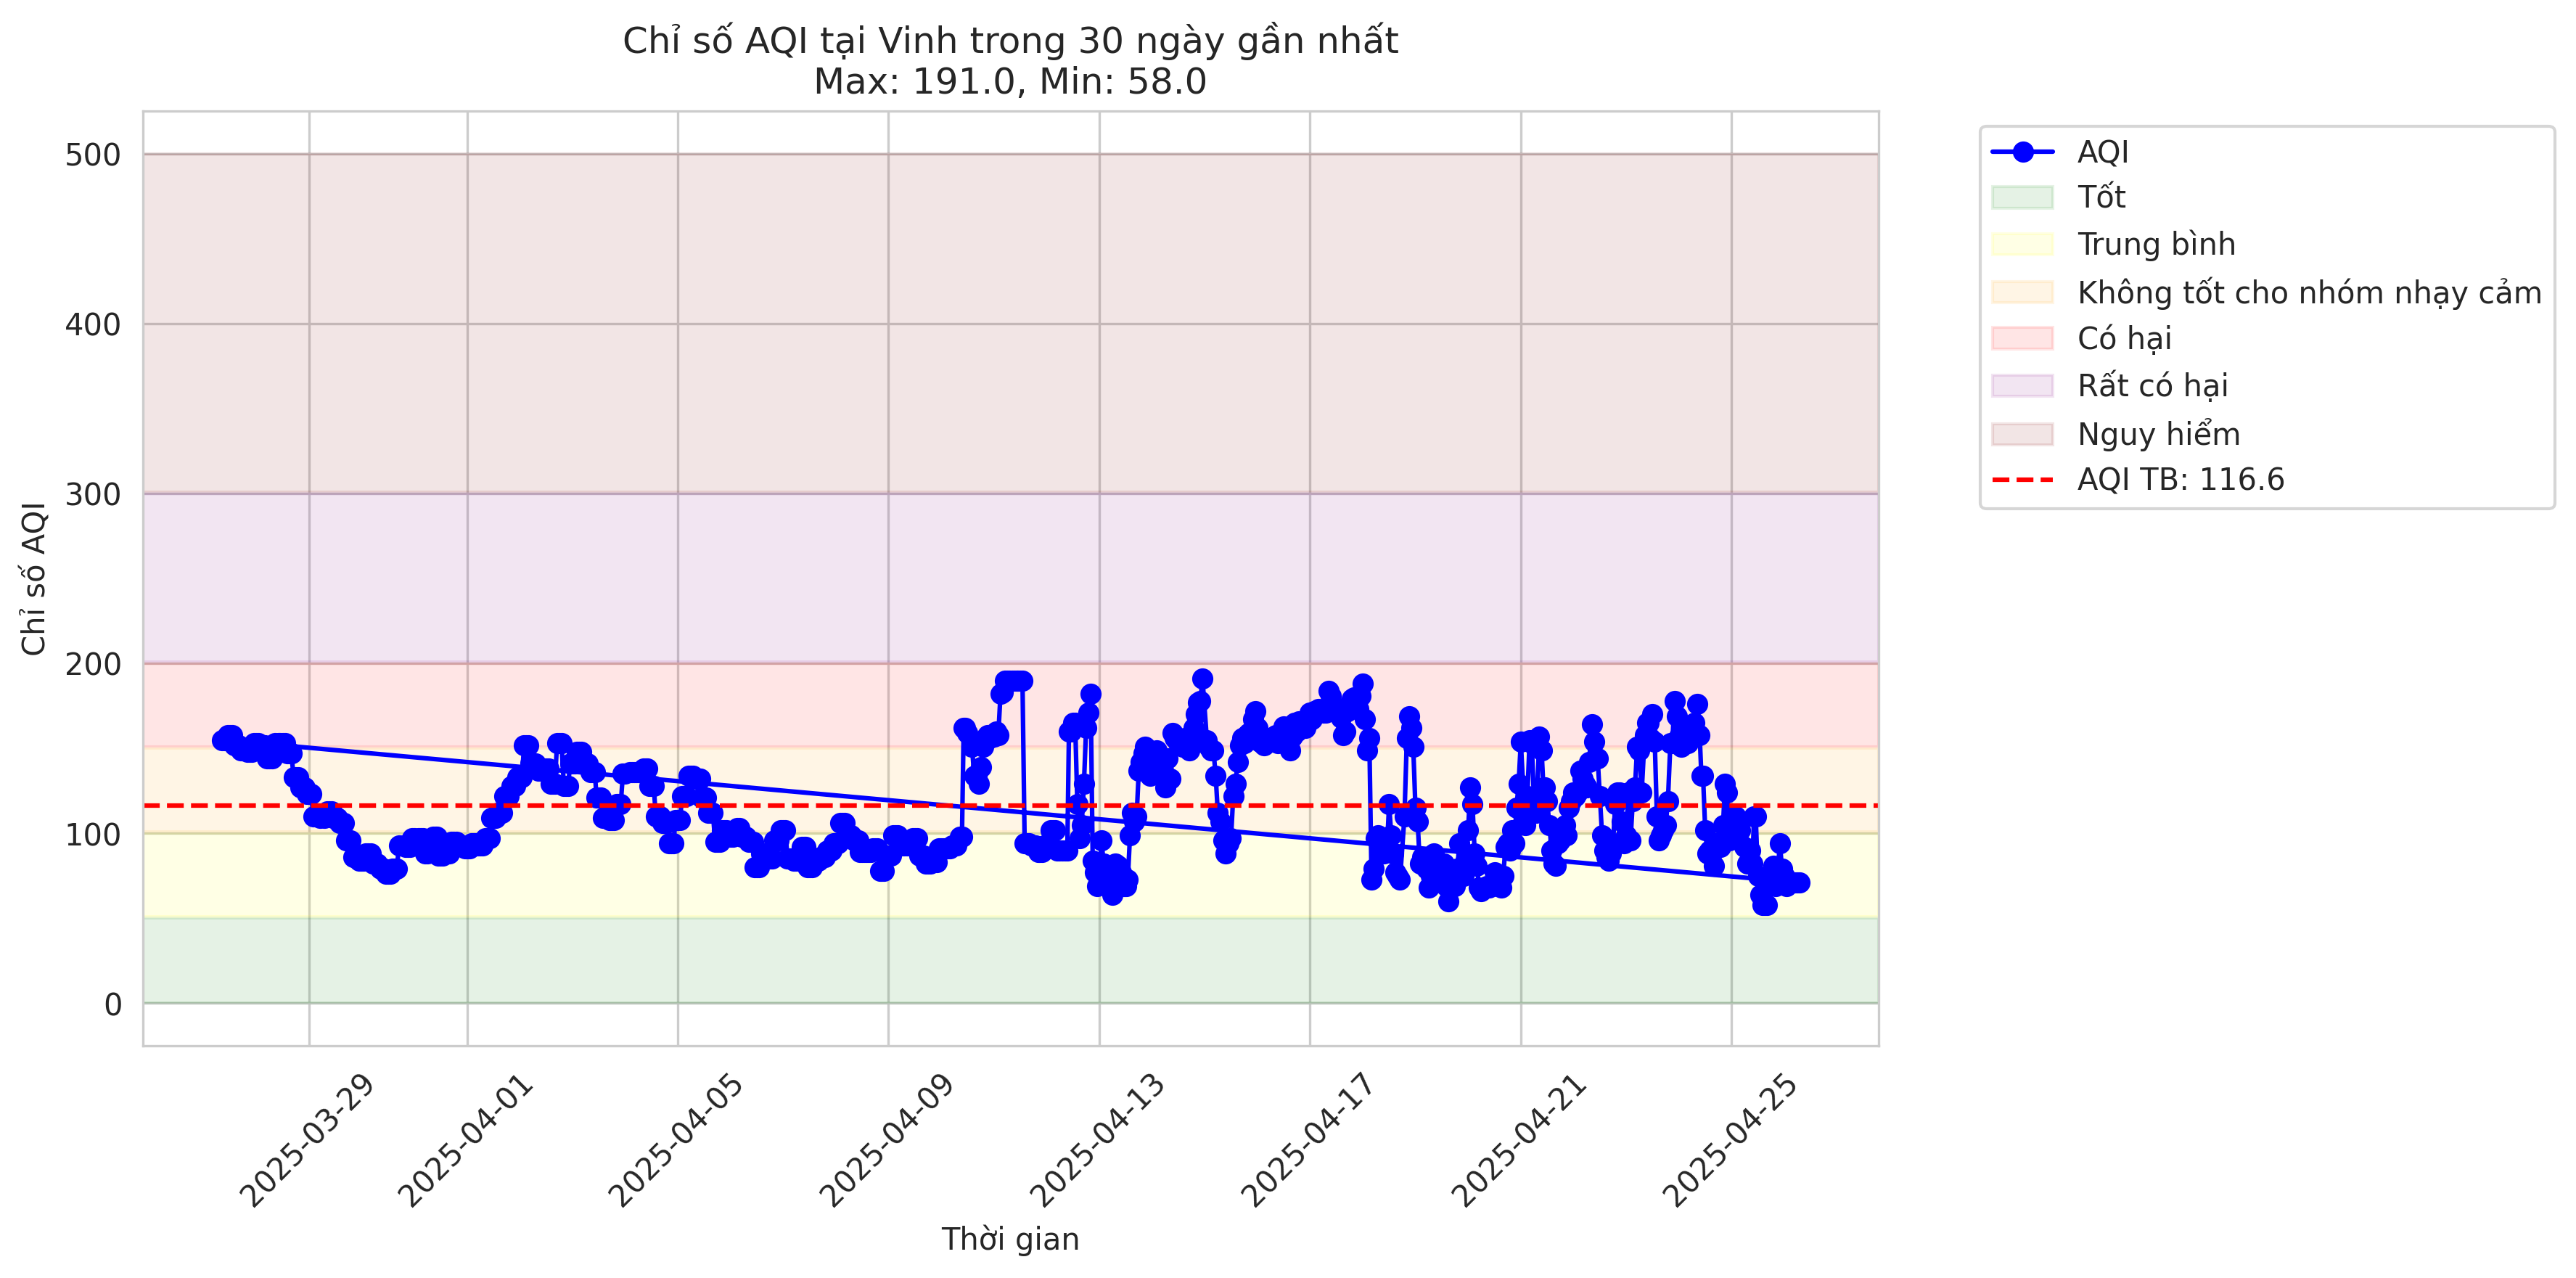 Chỉ số AQI tại Vinh trong 30 ngày gần nhất
Max: 191.0, Min: 58.0
Chỉ số AQI
500
400
300
200
100
0
2025-03-29
2025-04-01
2025-04-05
2025-04-09
2025-04-13
2025-04-17
2025-04-21
2025-04-25
Thời gian
AQI
Tốt
Trung bình
Không tốt cho nhóm nhạy cảm
Có hại
Rất có hại
Nguy hiểm
AQI TB: 116.6